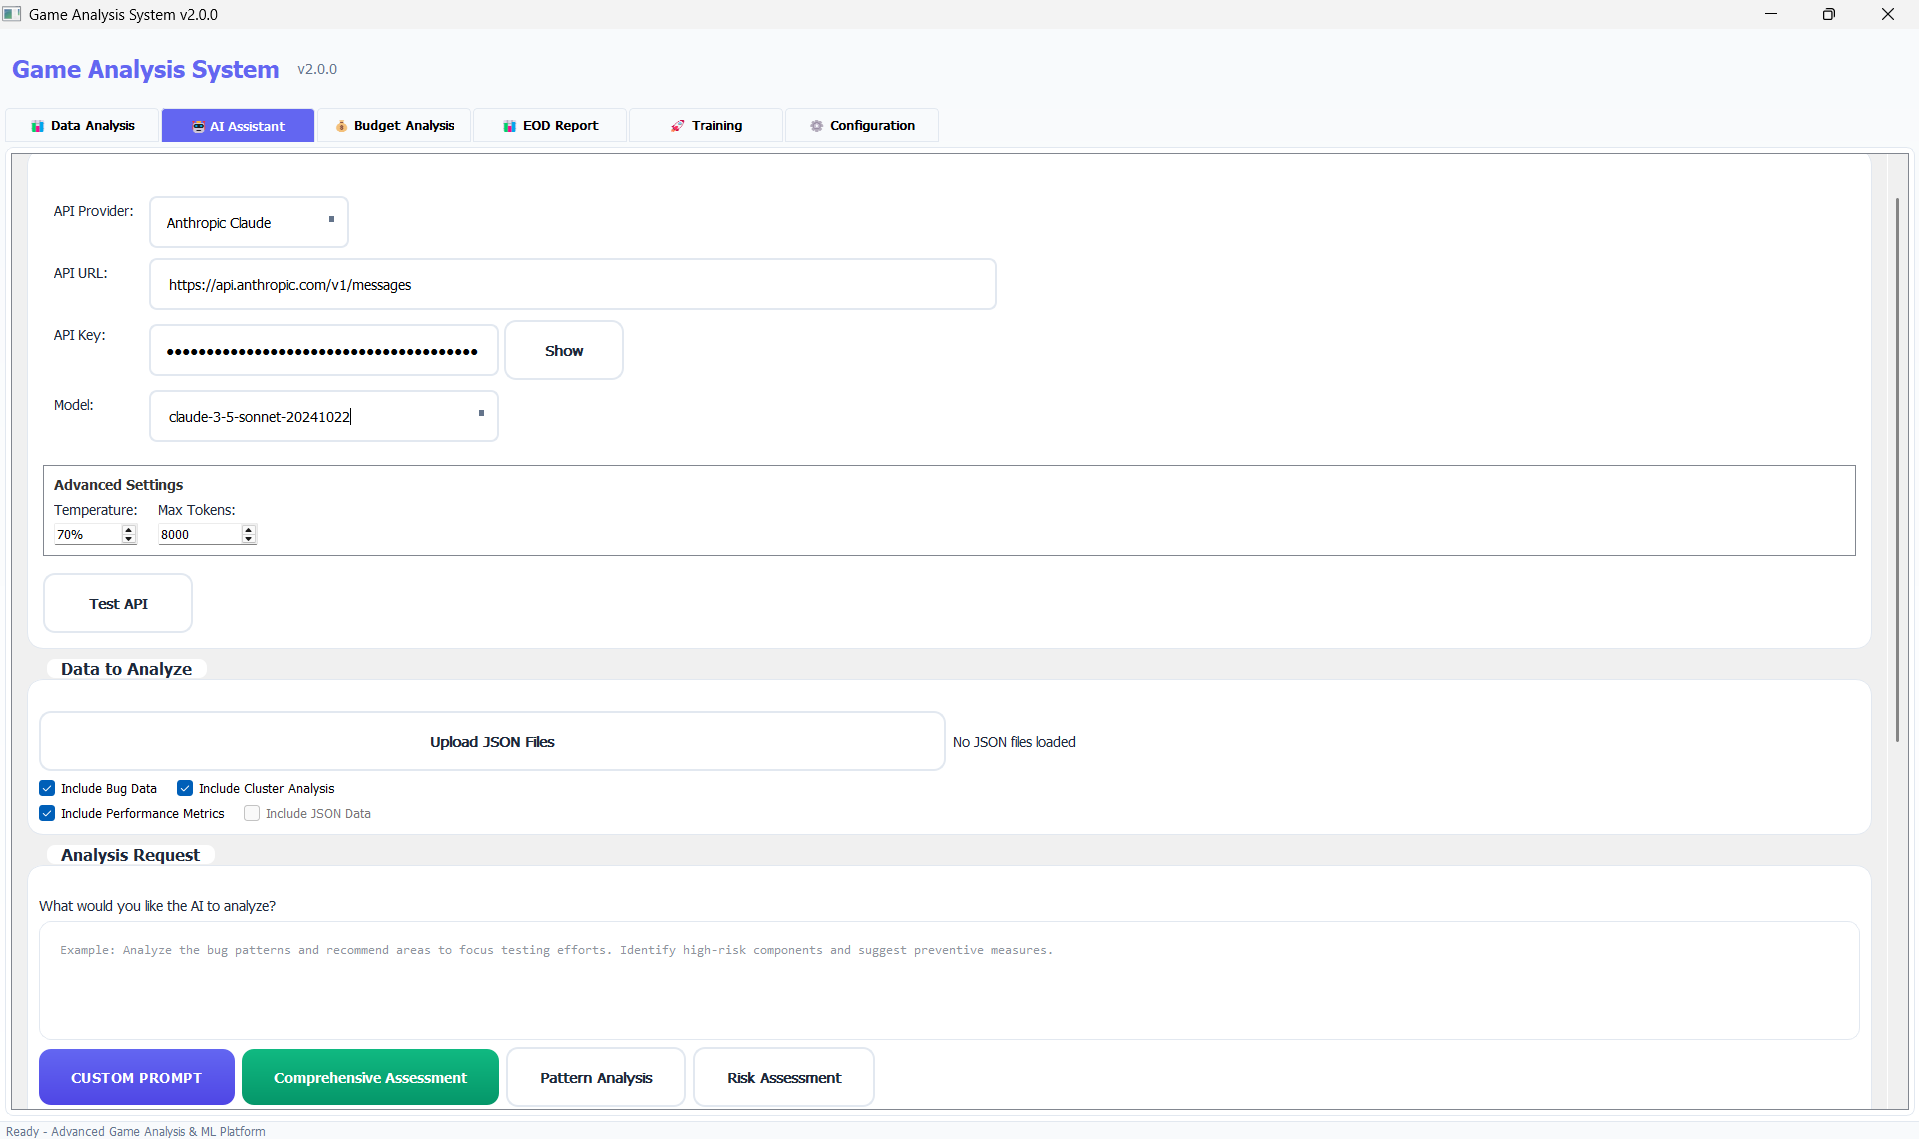 Game Analysis System v2.0.0
Game Analysis System v2.0.0
Data Analysis AI Assistant Budget Analysis EOD Report Training Configuration
API Provider: Anthropic Claude
API URL: https://api.anthropic.com/v1/messages
API Key: ••••••••••••••••••••••••••••••••••••••• Show
Model: claude-3-5-sonnet-20241022
Advanced Settings
Temperature: Max Tokens:
70% 8000
Test API
Data to Analyze
Upload JSON Files No JSON files loaded
Include Bug Data Include Cluster Analysis
Include Performance Metrics Include JSON Data
Analysis Request
What would you like the AI to analyze?
Example: Analyze the bug patterns and recommend areas to focus testing efforts. Identify high-risk components and suggest preventive measures.
CUSTOM PROMPT Comprehensive Assessment Pattern Analysis Risk Assessment
Ready - Advanced Game Analysis & ML Platform